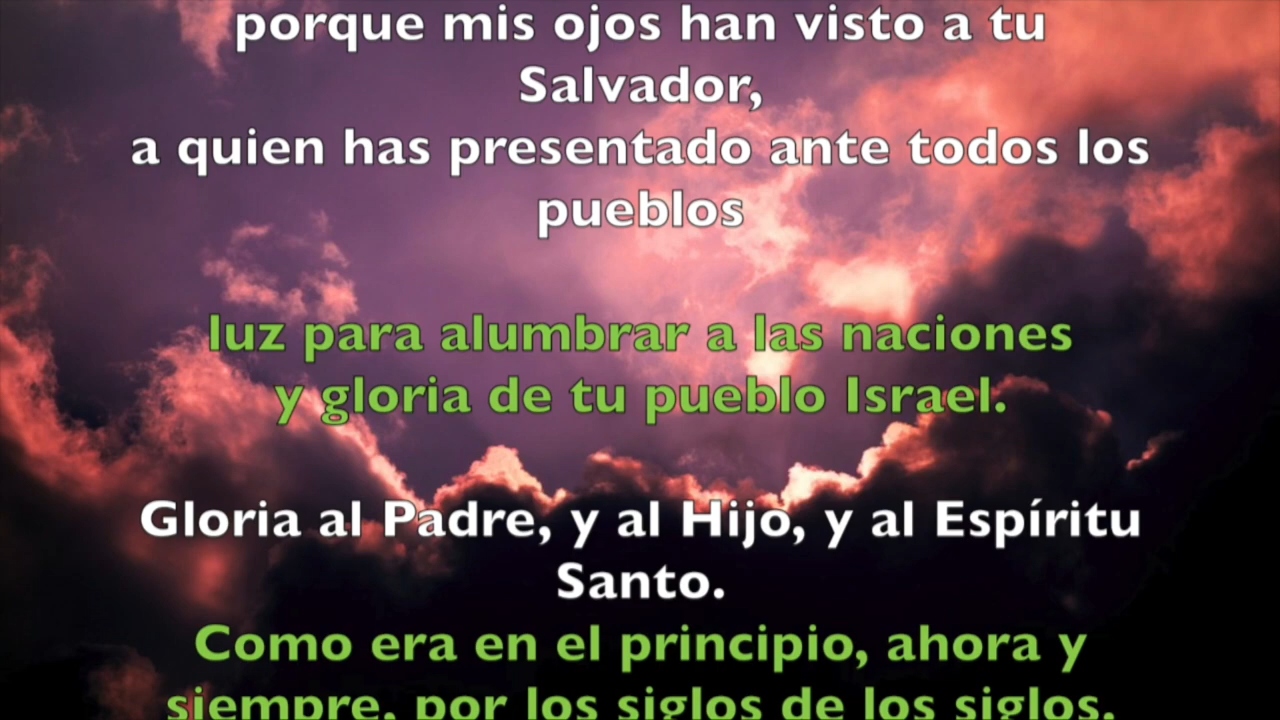 porque mis ojos han visto a tu
Salvador,
a quien has presentado ante todos los
pueblos
luz para alumbrar a las naciones
y gloria de tu pueblo Israel.
Gloria al Padre, y al Hijo, y al Espíritu
Santo.
Como era en el principio, ahora y
siempre, por los siglos de los siglos.